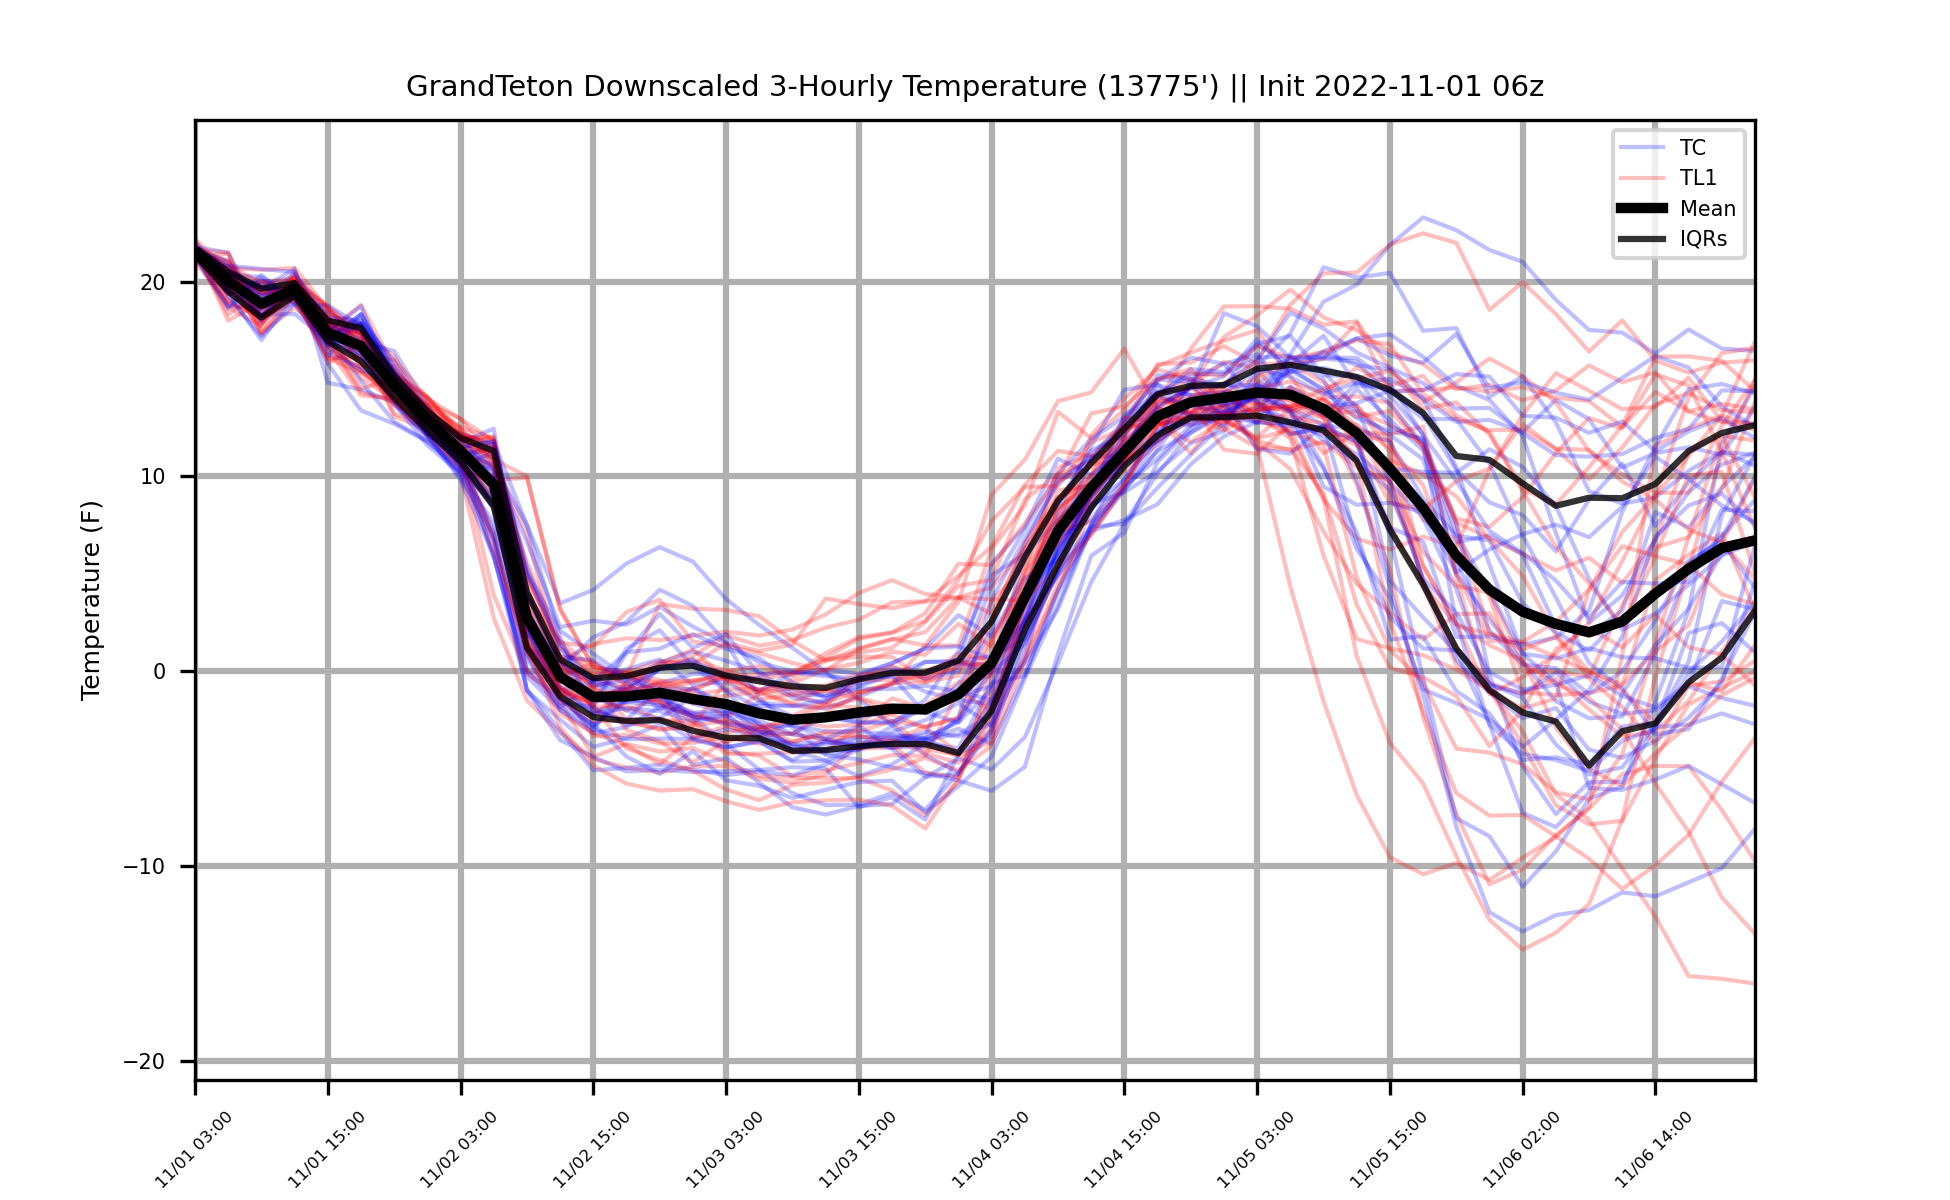 GrandTeton Downscaled 3-Hourly Temperature (13775') || Init 2022-11-01 06z
TC
TL1
Mean
IQRs
Temperature (F)
20
10
0
−10
−20
11/01 03:00
11/01 15:00
11/02 03:00
11/02 15:00
11/03 03:00
11/03 15:00
11/04 03:00
11/04 15:00
11/05 03:00
11/05 15:00
11/06 02:00
11/06 14:00